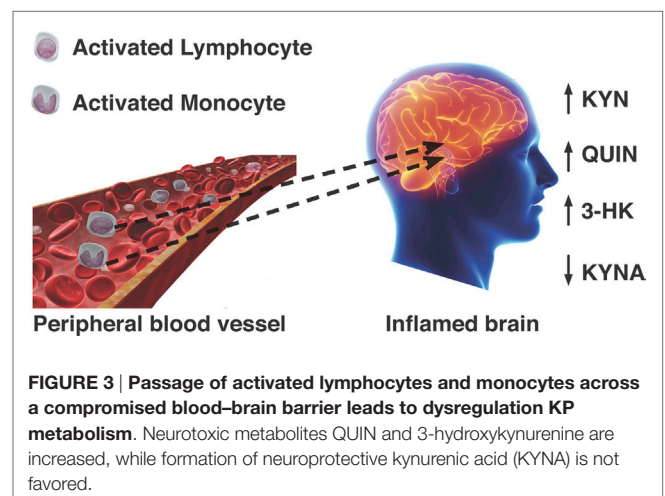 Activated Lymphocyte
Activated Monocyte
↑ KYN
↑ QUIN
↑ 3-HK
↓ KYNA
Peripheral blood vessel
Inflamed brain
FIGURE 3 | Passage of activated lymphocytes and monocytes across
a compromised blood–brain barrier leads to dysregulation KP
metabolism. Neurotoxic metabolites QUIN and 3-hydroxykynurenine are
increased, while formation of neuroprotective kynurenic acid (KYNA) is not
favored.